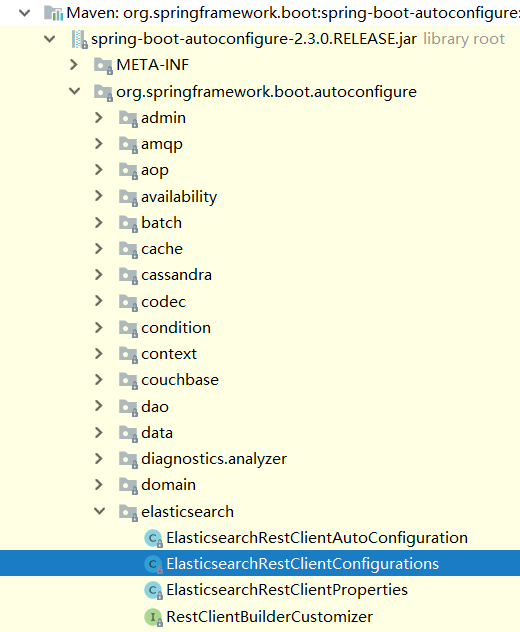 Maven: org.springframework.boot:spring-boot-autoconfigure:
spring-boot-autoconfigure-2.3.0.RELEASE.jar library root
META-INF
org.springframework.boot.autoconfigure
admin
amqp
aop
availability
batch
cache
cassandra
codec
condition
context
couchbase
dao
data
diagnostics.analyzer
domain
elasticsearch
C ElasticsearchRestClientAutoConfiguration
C ElasticsearchRestClientConfigurations
C ElasticsearchRestClientProperties
I RestClientBuilderCustomizer